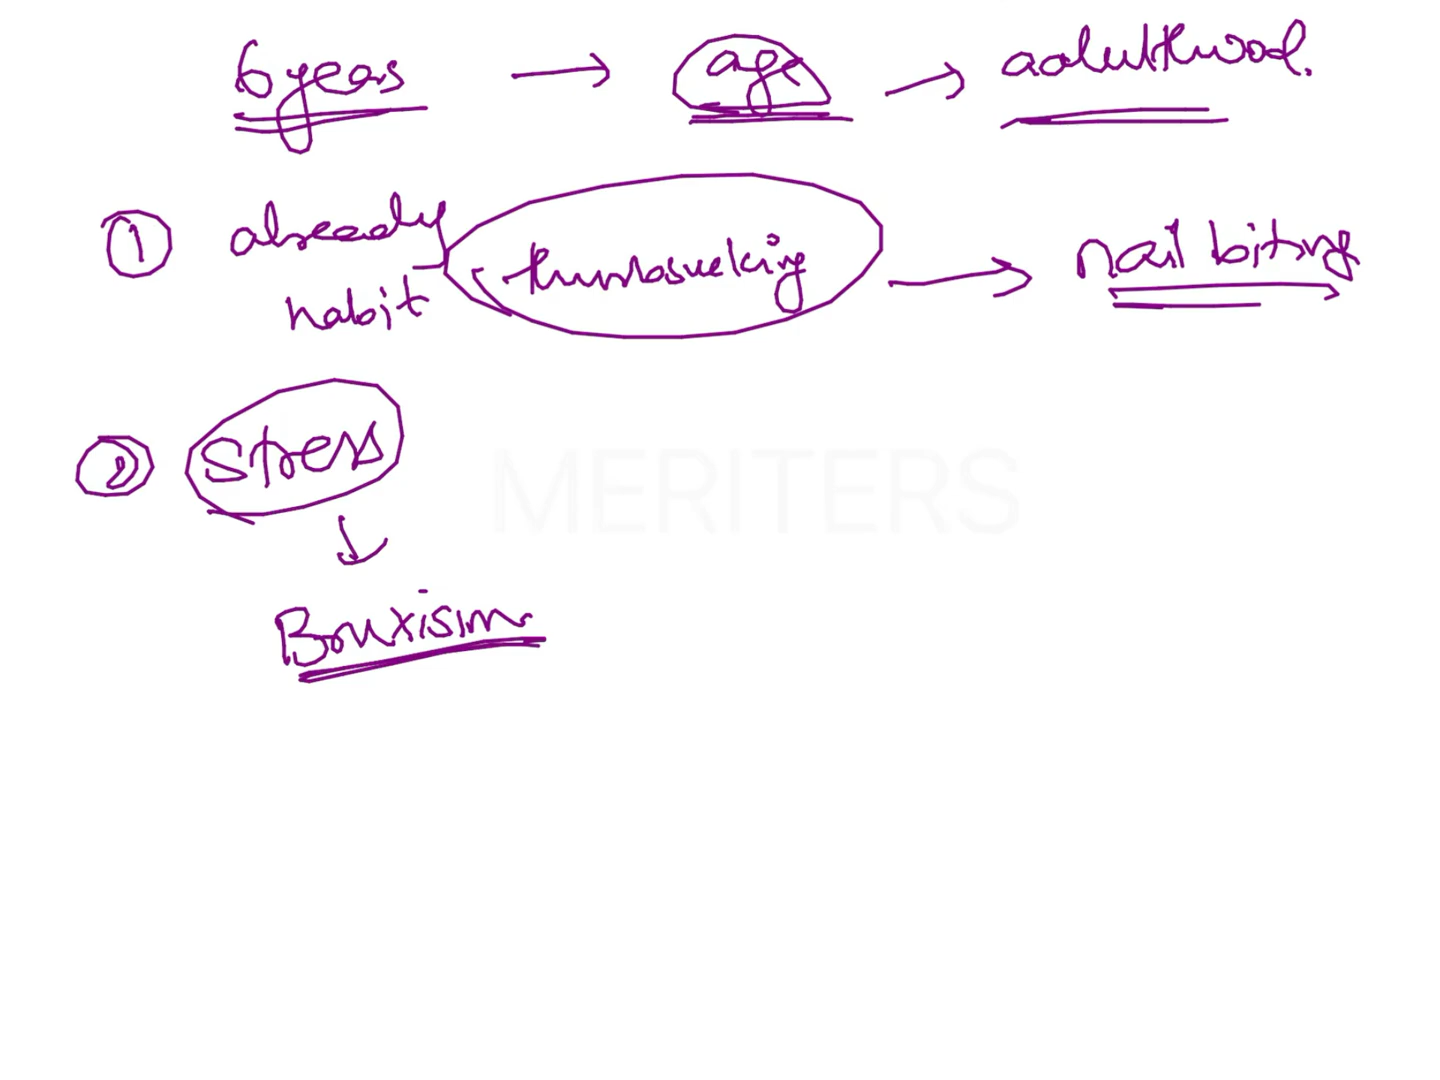 6 years → age → adulthood.
① already habit thumbsucking → nail biting
② stress
↓
Bruxism
MERITERS